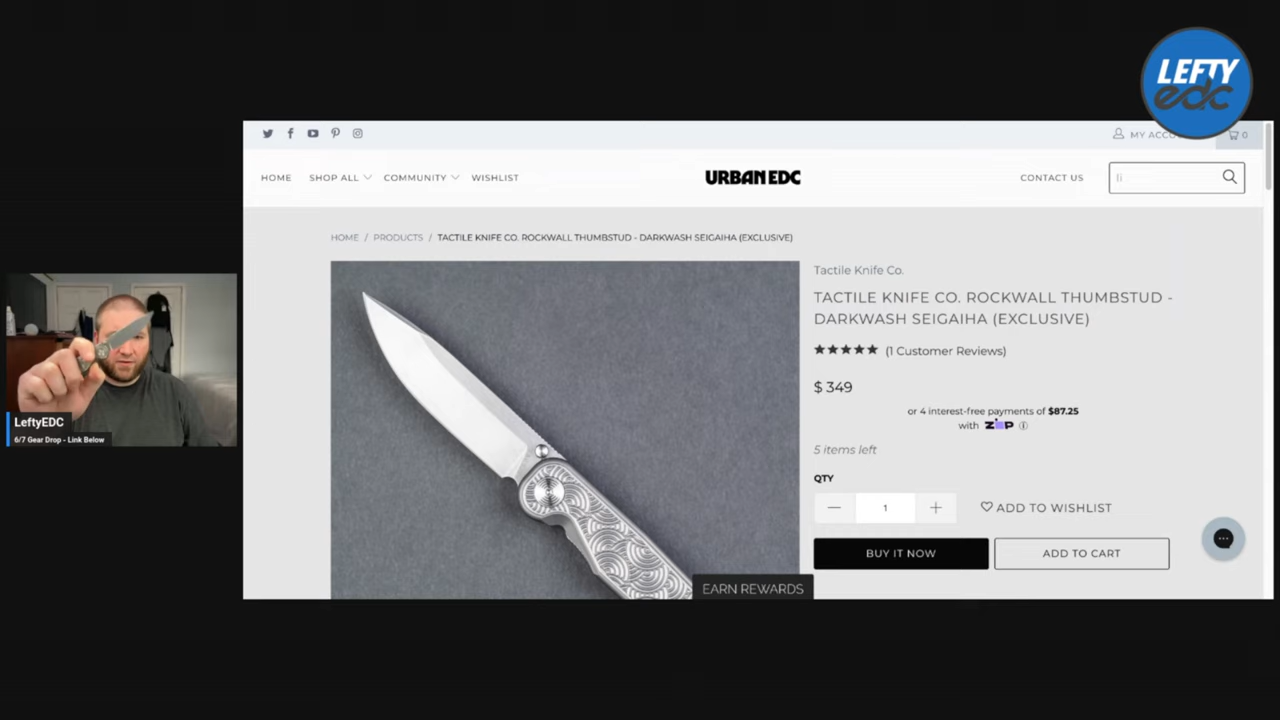 LEFTY
edc
MY ACCOU
0
HOME
SHOP ALL
COMMUNITY
WISHLIST
URBAN EDC
CONTACT US
li
HOME / PRODUCTS / TACTILE KNIFE CO. ROCKWALL THUMBSTUD - DARKWASH SEIGAIHA (EXCLUSIVE)
Tactile Knife Co.
TACTILE KNIFE CO. ROCKWALL THUMBSTUD -
DARKWASH SEIGAIHA (EXCLUSIVE)
(1 Customer Reviews)
$ 349
or 4 interest-free payments of $87.25
with ZIP
5 items left
QTY
1
ADD TO WISHLIST
BUY IT NOW
ADD TO CART
EARN REWARDS
LeftyEDC
6/7 Gear Drop - Link Below